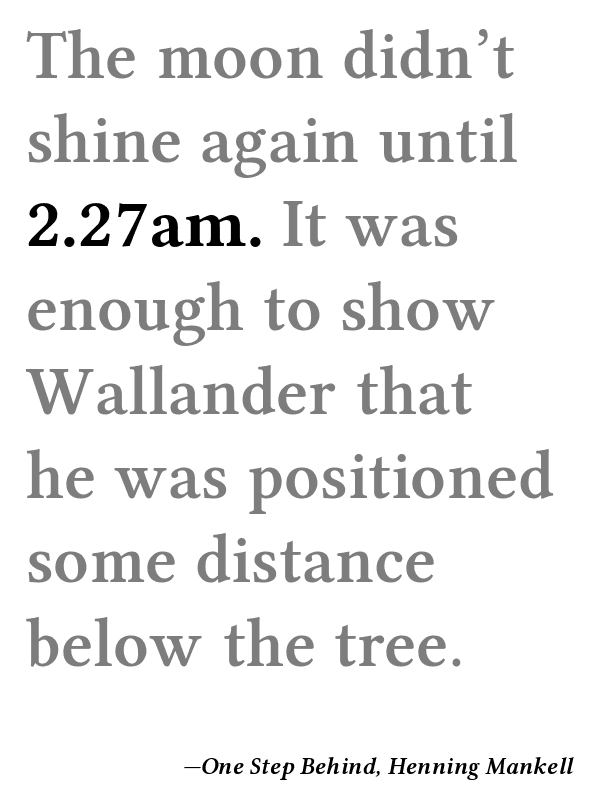 The moon didn’t
shine again until
2.27am. It was
enough to show
Wallander that
he was positioned
some distance
below the tree.
—One Step Behind, Henning Mankell